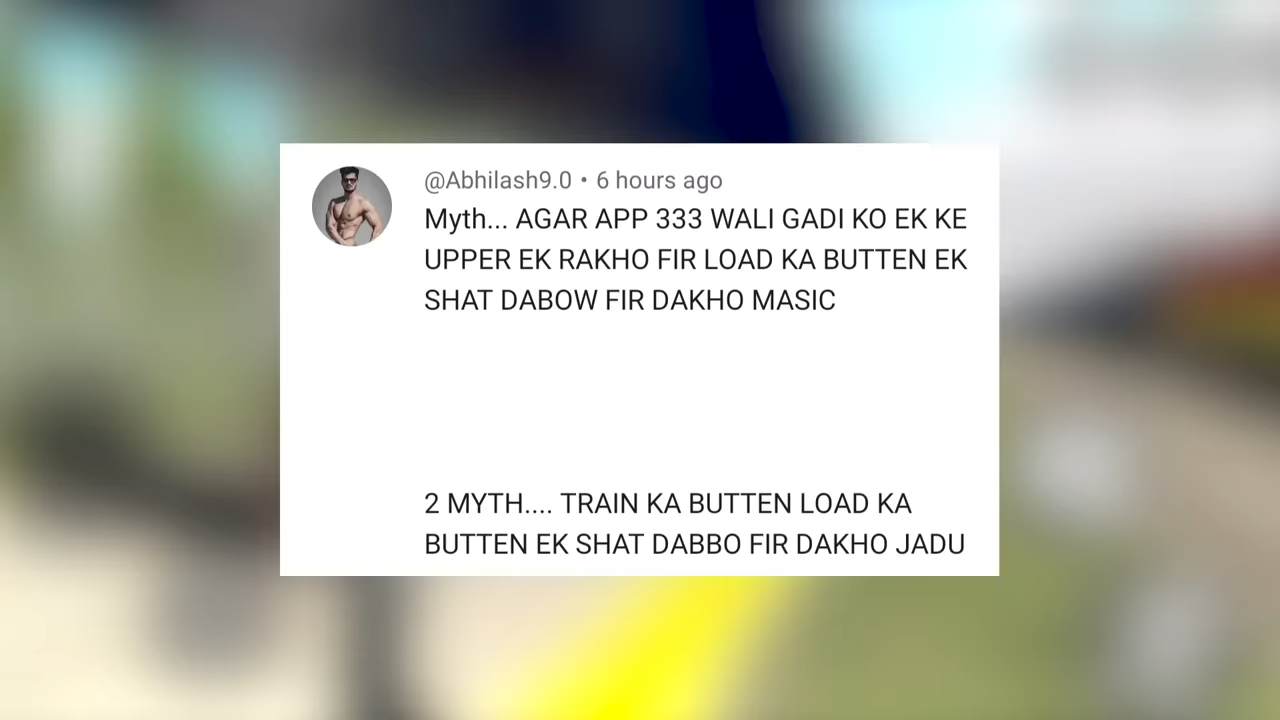 @Abhilash9.0 • 6 hours ago
Myth... AGAR APP 333 WALI GADI KO EK KE
UPPER EK RAKHO FIR LOAD KA BUTTEN EK
SHAT DABOW FIR DAKHO MASIC
2 MYTH.... TRAIN KA BUTTEN LOAD KA
BUTTEN EK SHAT DABBO FIR DAKHO JADU